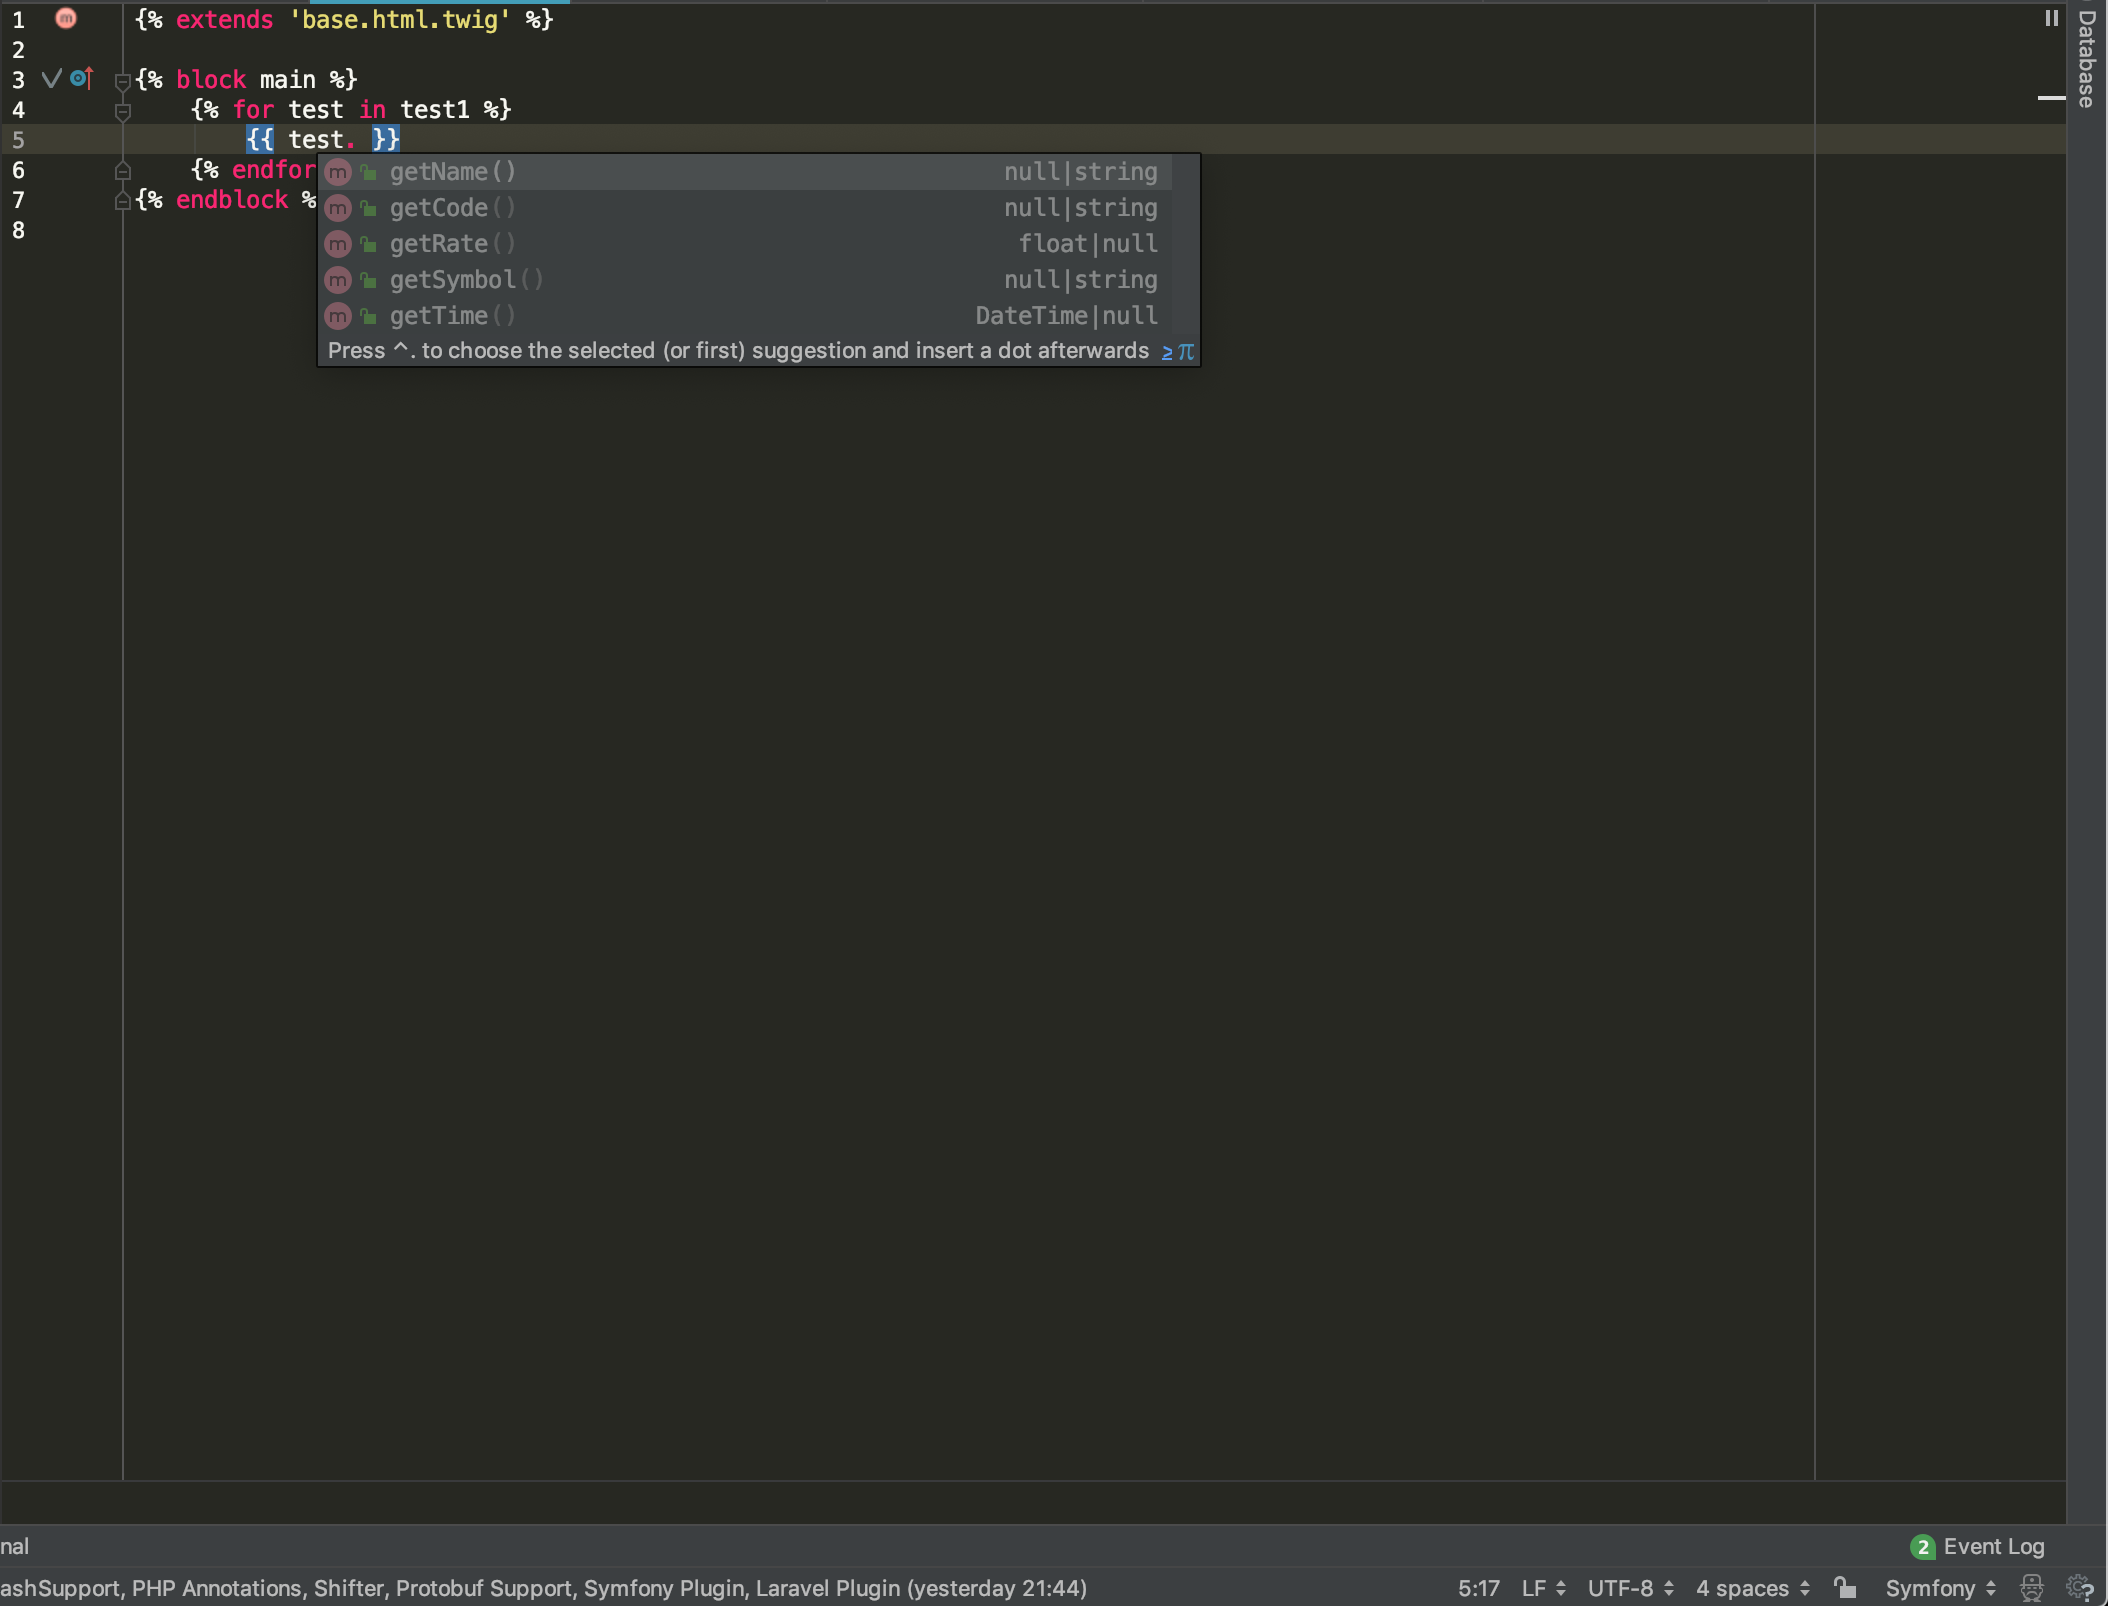 1 {% extends 'base.html.twig' %}
2
3 {% block main %}
4 {% for test in test1 %}
5 {{ test. }}
6 {% endfor
7 {% endblock %
8
m getName() null|string
m getCode() null|string
m getRate() float|null
m getSymbol() null|string
m getTime() DateTime|null
Press ^. to choose the selected (or first) suggestion and insert a dot afterwards ≥ π
Database
nal
2 Event Log
ashSupport, PHP Annotations, Shifter, Protobuf Support, Symfony Plugin, Laravel Plugin (yesterday 21:44)
5:17 LF UTF-8 4 spaces Symfony